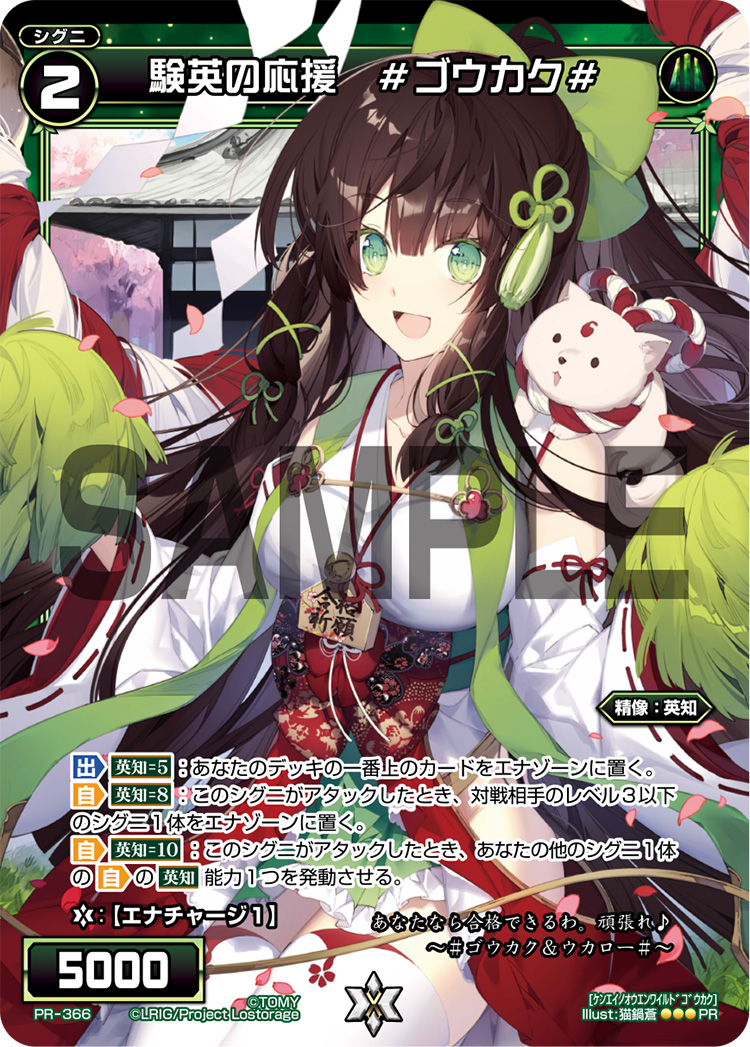 シグニ
2
験英の応援 #ゴウカク#
SAMPLE
合格
祈願
精像：英知
出 英知=5：あなたのデッキの一番上のカードをエナゾーンに置く。
自 英知=8：このシグニがアタックしたとき、対戦相手のレベル３以下
のシグニ１体をエナゾーンに置く。
自 英知=10：このシグニがアタックしたとき、あなたの他のシグニ１体
の 自 の 英知 能力１つを発動させる。
：【エナチャージ１】
あなたなら合格できるわ。頑張れ♪
～#ゴウカク＆ウカロー#～
5000
PR-366
©TOMY
©LRIG/Project Lostorage
[ケンエイノオウエンワイルドゴウカク]
Illust:猫鍋蒼
PR